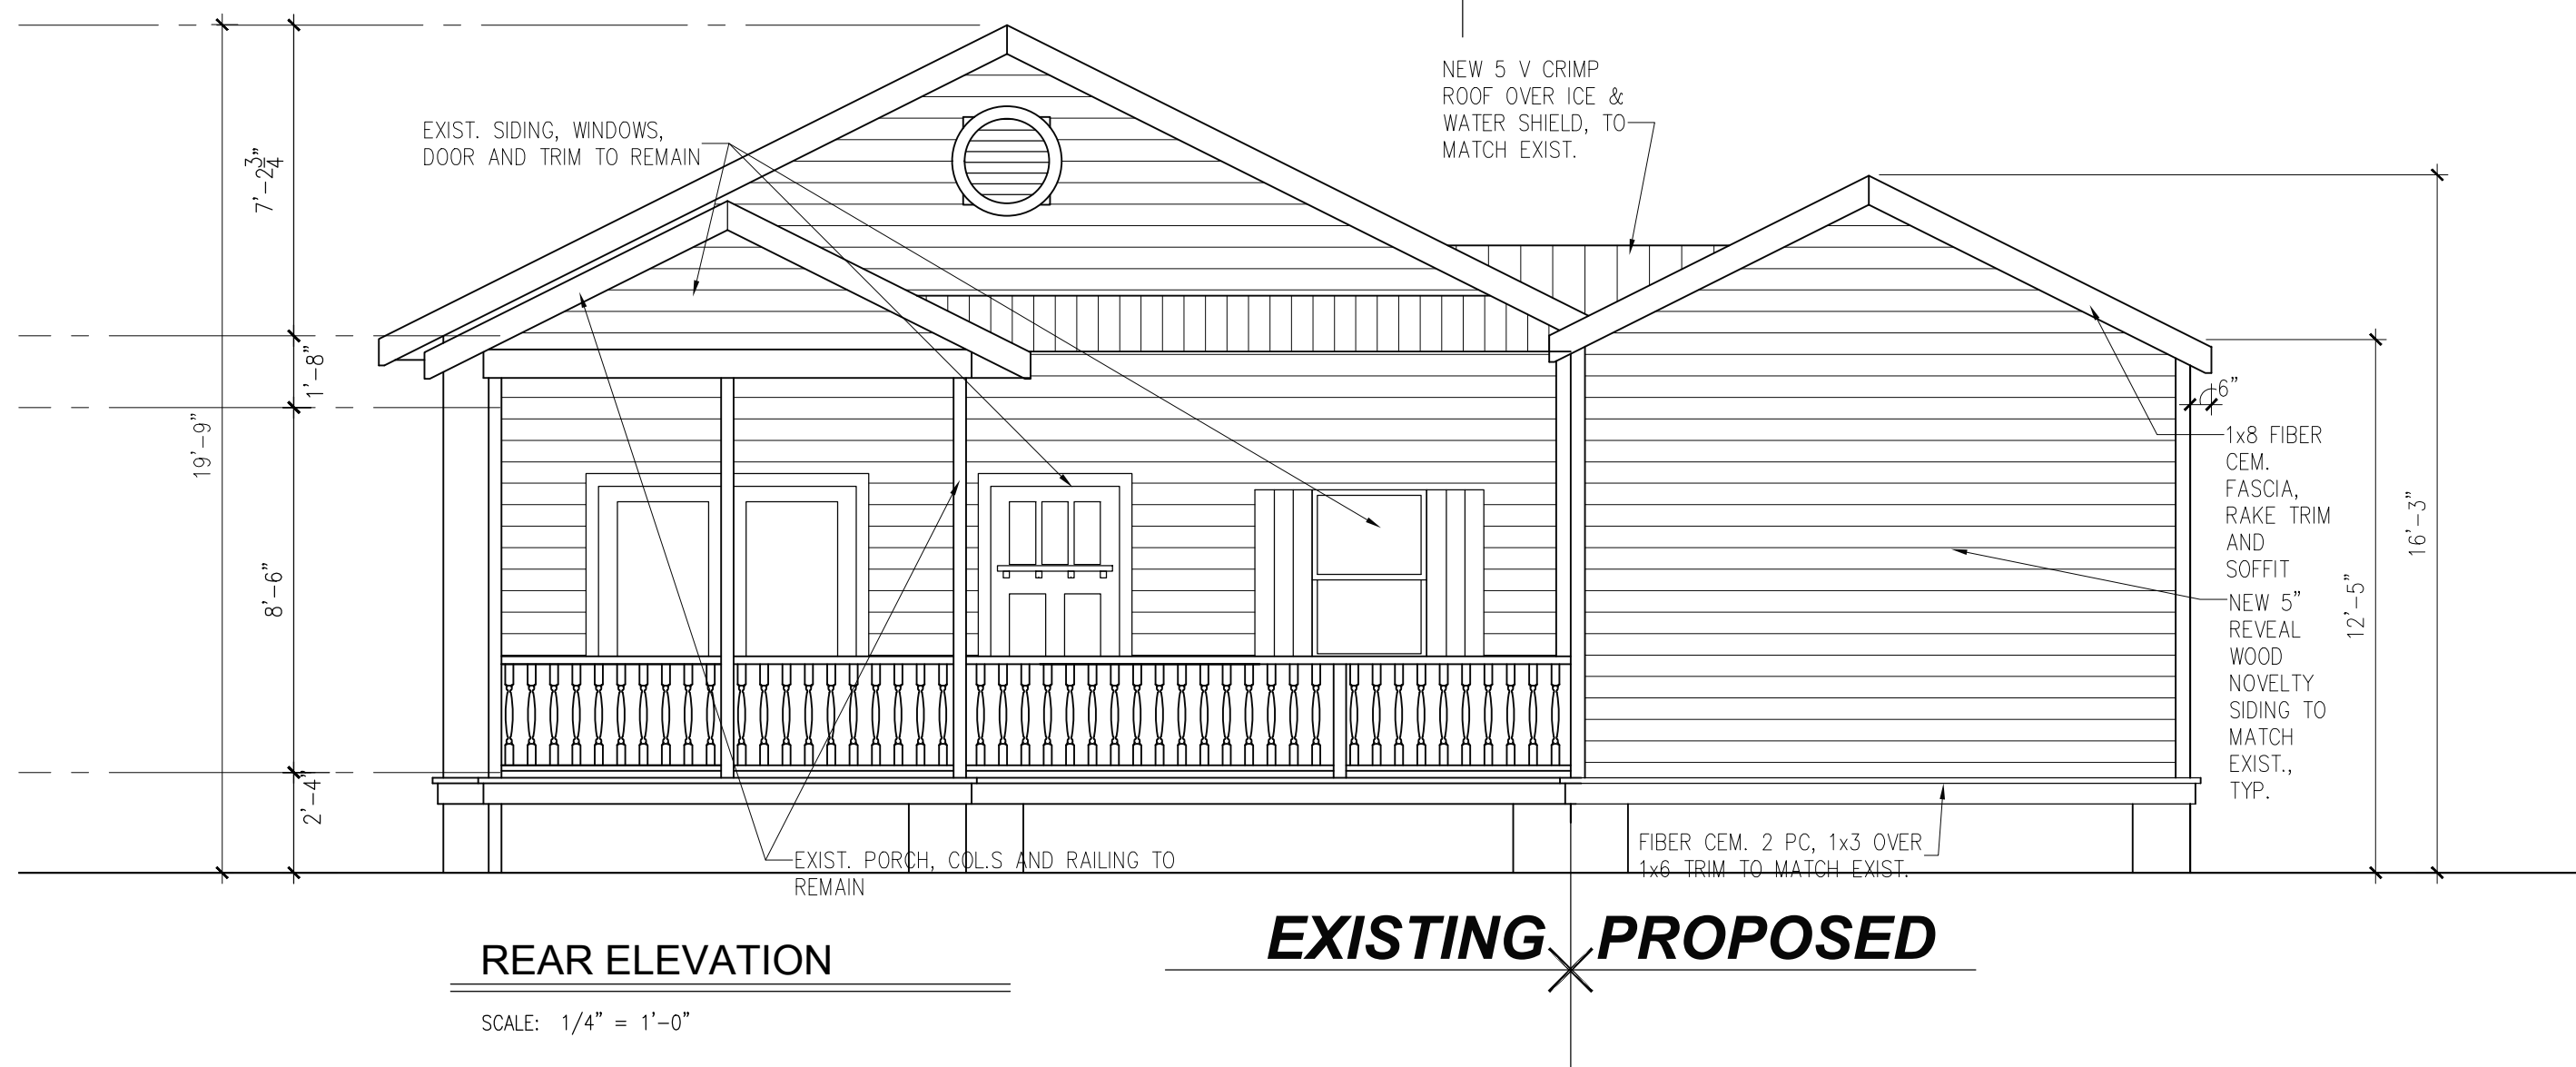 NEW 5 V CRIMP
ROOF OVER ICE &
WATER SHIELD, TO
MATCH EXIST.
EXIST. SIDING, WINDOWS,
DOOR AND TRIM TO REMAIN
7'-2 3/4"
1'-8"
19'-9"
8'-6"
2'-4"
6"
1x8 FIBER
CEM.
FASCIA,
RAKE TRIM
AND
SOFFIT
16'-3"
12'-5"
NEW 5"
REVEAL
WOOD
NOVELTY
SIDING TO
MATCH
EXIST.,
TYP.
EXIST. PORCH, COL.S AND RAILING TO
REMAIN
FIBER CEM. 2 PC, 1x3 OVER
1x6 TRIM TO MATCH EXIST.
EXISTING PROPOSED
REAR ELEVATION
SCALE: 1/4" = 1'-0"